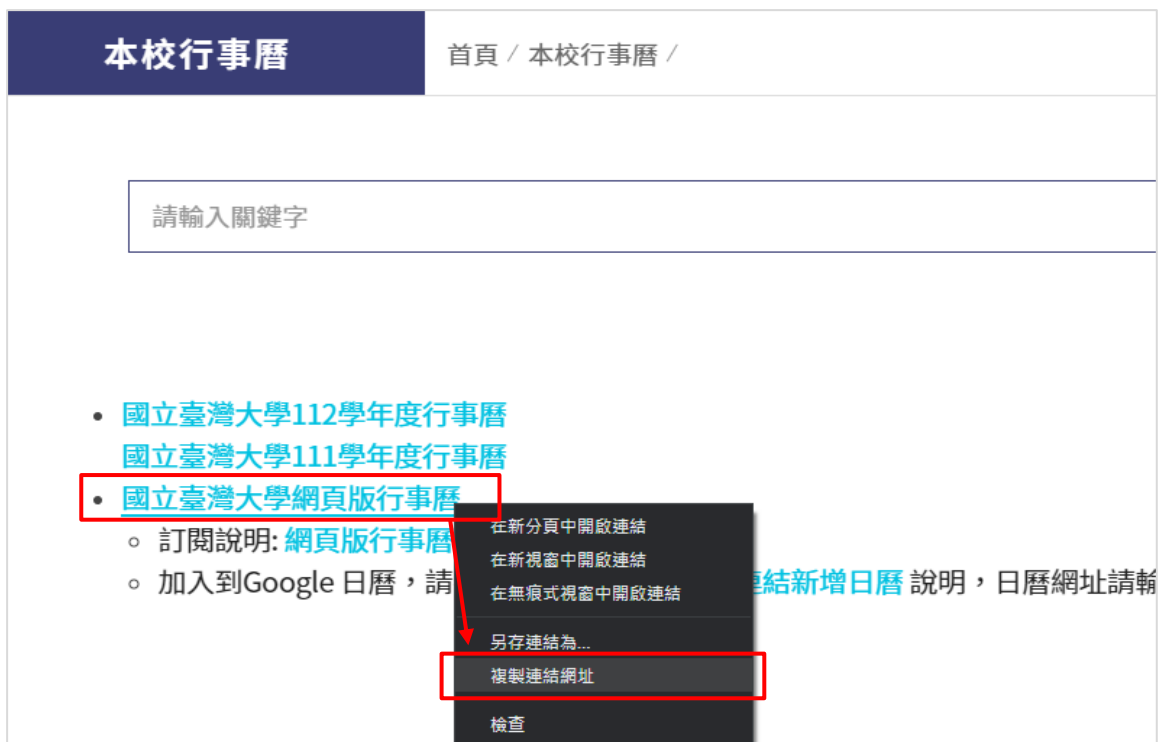 本校行事曆
首頁 / 本校行事曆 /
請輸入關鍵字
• 國立臺灣大學112學年度行事曆
國立臺灣大學111學年度行事曆
• 國立臺灣大學網頁版行事曆
◦ 訂閱說明: 網頁版行事曆
◦ 加入到Google 日曆，請 結新增日曆 說明，日曆網址請輸
在新分頁中開啟連結
在新視窗中開啟連結
在無痕式視窗中開啟連結
另存連結為...
複製連結網址
檢查